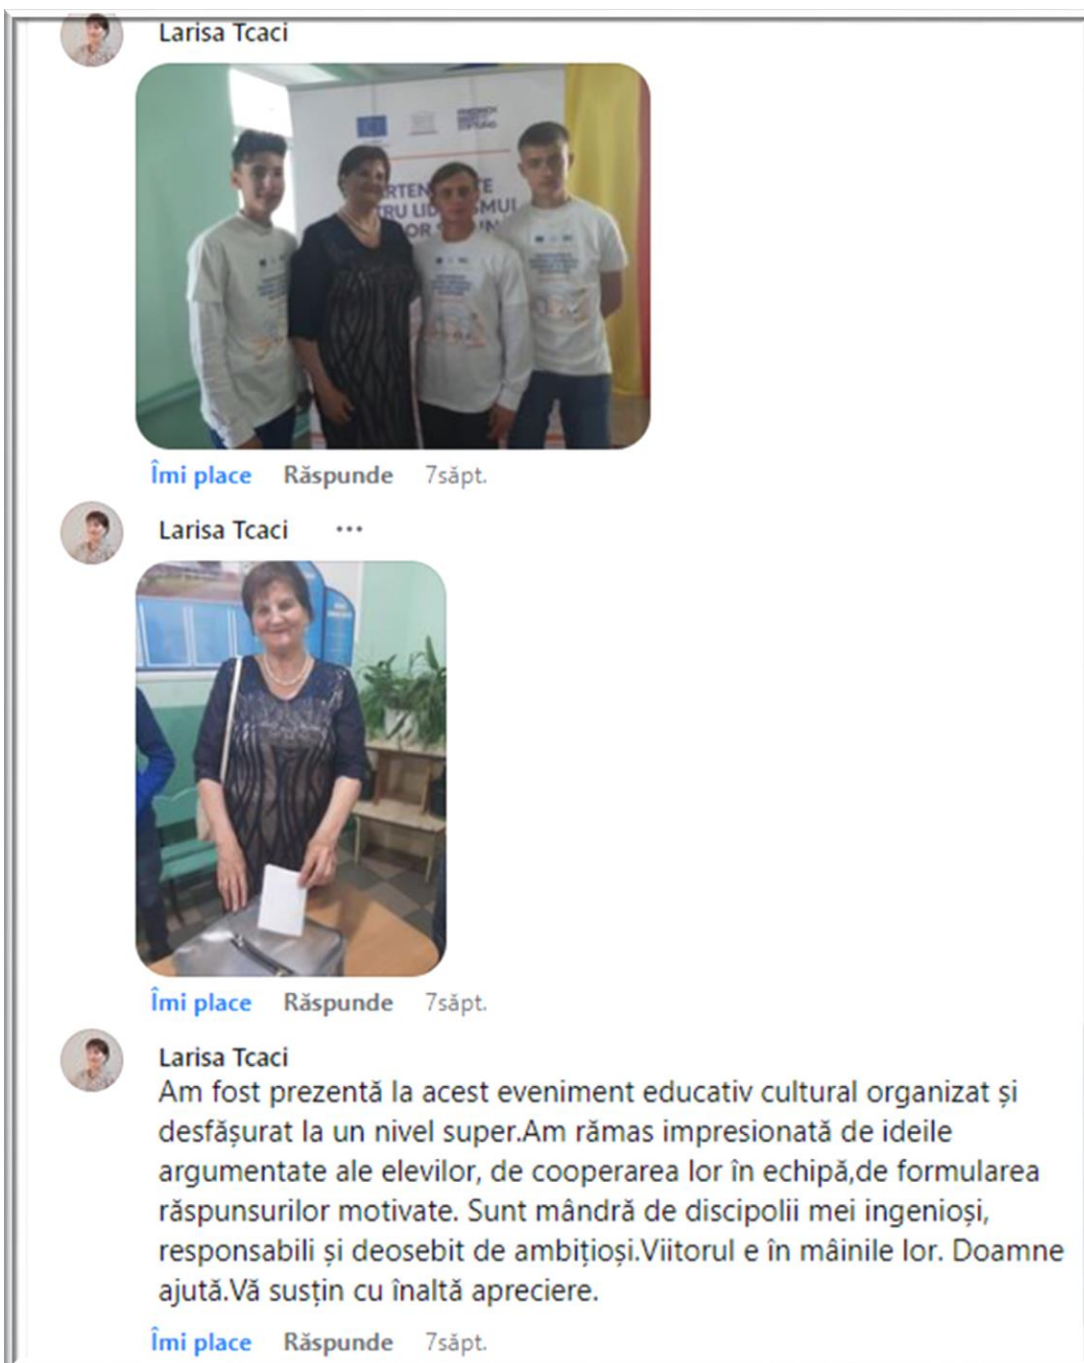 Larisa Tcaci
FRIEDRICH
STIFTUNG
Îmi place Răspunde 7săpt.
Larisa Tcaci ...
Îmi place Răspunde 7săpt.
Larisa Tcaci
Am fost prezentă la acest eveniment educativ cultural organizat și
desfășurat la un nivel super.Am rămas impresionată de ideile
argumentate ale elevilor, de cooperarea lor în echipă,de formularea
răspunsurilor motivate. Sunt mândră de discipolii mei ingenioși,
responsabili și deosebit de ambițioși.Viitorul e în mâinile lor. Doamne
ajută.Vă susțin cu înaltă apreciere.
Îmi place Răspunde 7săpt.